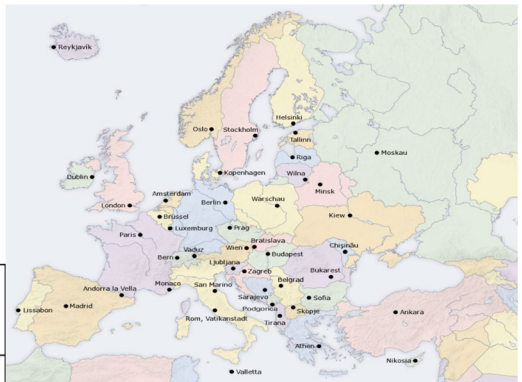 Reykjavík
Helsinki
Oslo
Stockholm
Tallinn
Riga
Moskau
Kopenhagen
Wilna
Dublin
Minsk
Amsterdam
Berlin
Warschau
London
Brüssel
Kiew
Luxemburg
Prag
Paris
Bratislava
Wien
Chișinău
Vaduz
Budapest
Bern
Ljubljana
Zagreb
Bukarest
Monaco
San Marino
Belgrad
Andorra la Vella
Sarajevo
Sofia
Madrid
Podgorica
Skopje
Lissabon
Rom, Vatikanstadt
Tirana
Ankara
Athen
Nikosia
Valletta